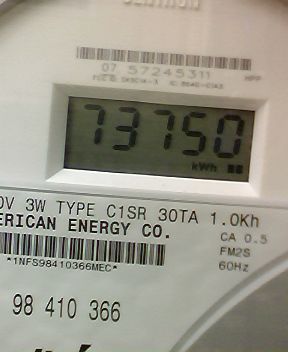 07 57245311
73750
kWh
0V 3W TYPE C1SR 30TA 1.0Kh
ERICAN ENERGY CO.
CA 0.5
FM2S
60Hz
*1NFS98410366MEC*
98 410 366